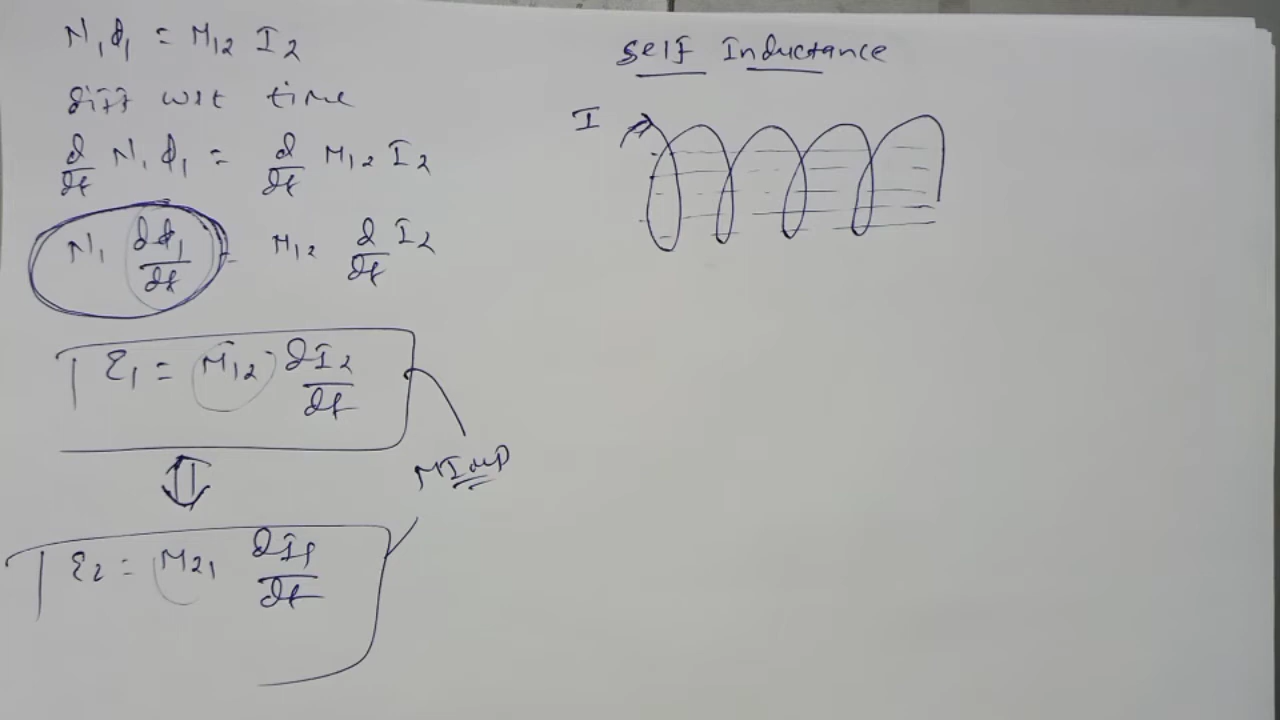 N₁ϕ₁ = M₁₂ I₂
diff wrt time
d/dt N₁ϕ₁ = d/dt M₁₂ I₂
N₁ dϕ₁/dt = M₁₂ d/dt I₂
ε₁ = M₁₂ dI₂/dt
ε₂ = M₂₁ dI₁/dt
Self Inductance
I